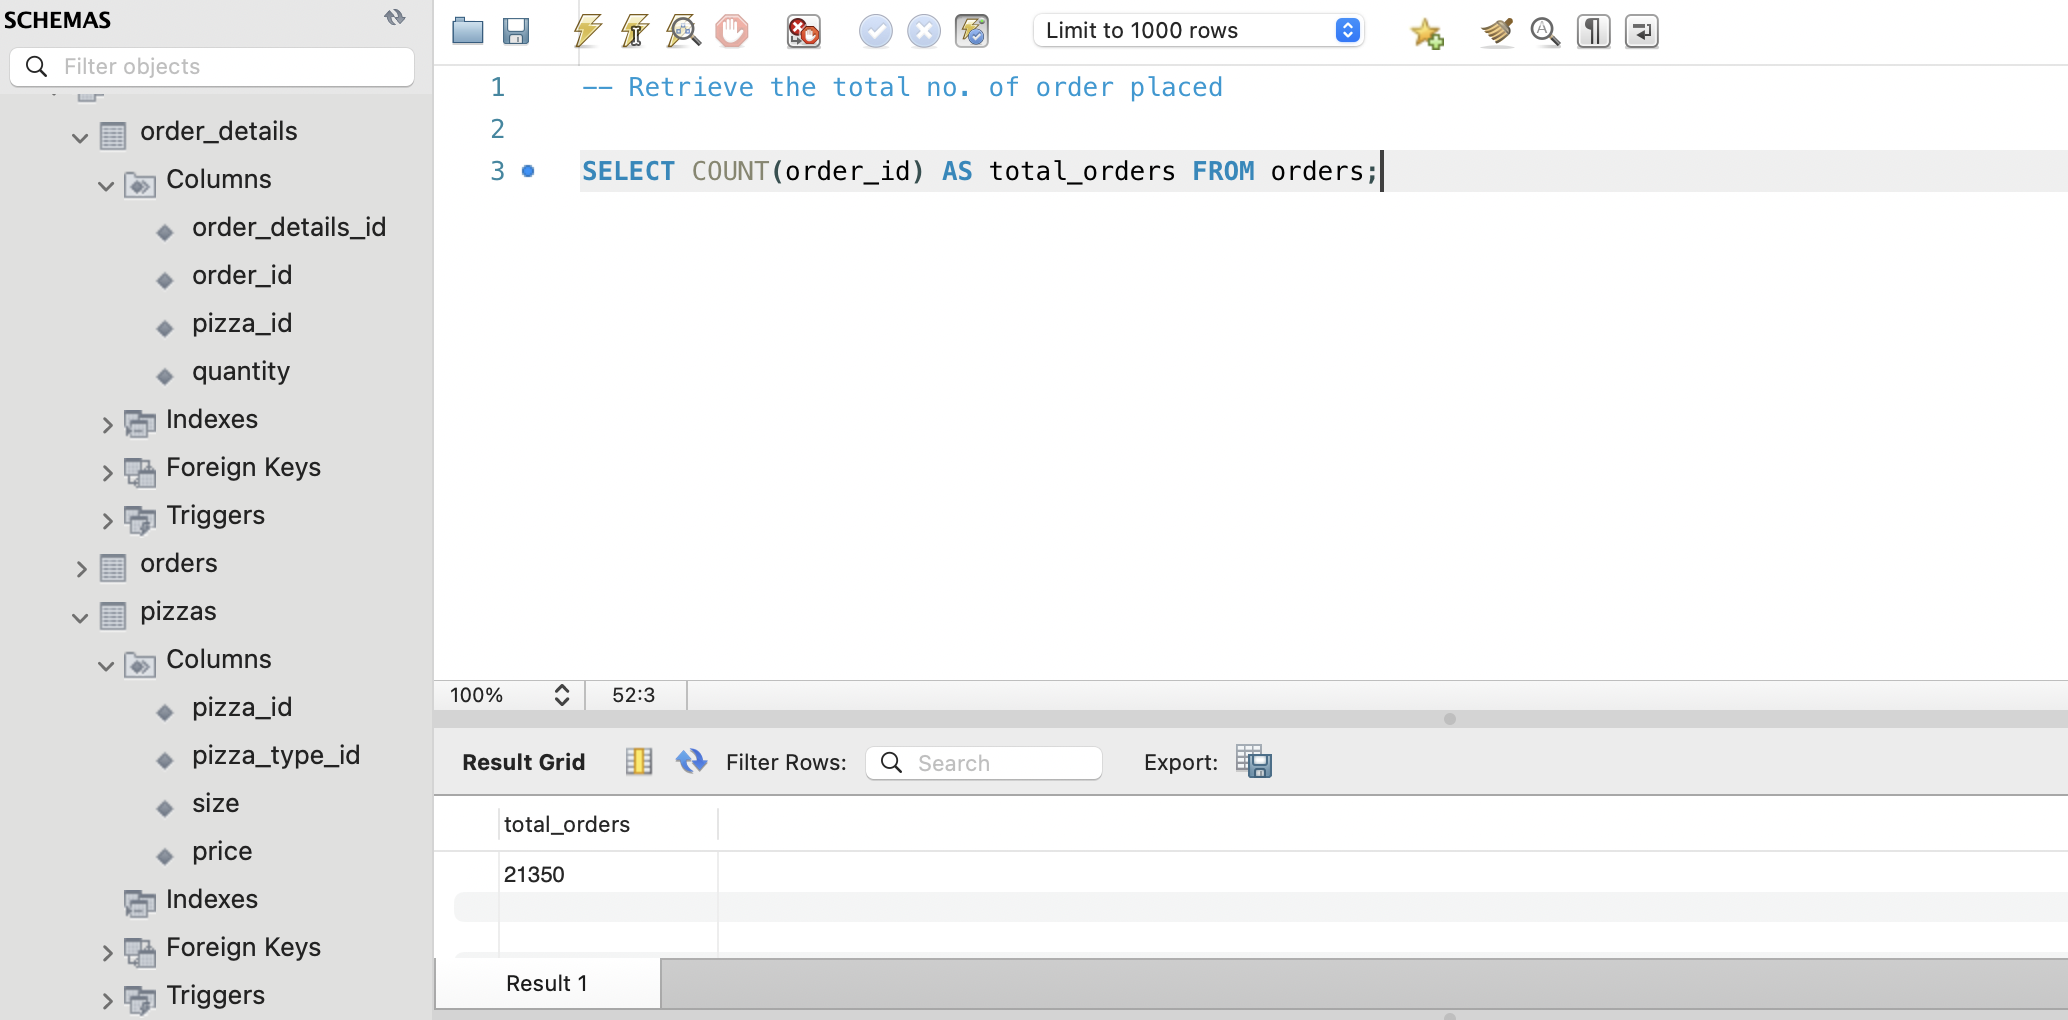 SCHEMAS
Filter objects
order_details
Columns
order_details_id
order_id
pizza_id
quantity
Indexes
Foreign Keys
Triggers
orders
pizzas
Columns
pizza_id
pizza_type_id
size
price
Indexes
Foreign Keys
Triggers
Limit to 1000 rows
1 -- Retrieve the total no. of order placed
2
3 SELECT COUNT(order_id) AS total_orders FROM orders;
100% 52:3
Result Grid Filter Rows: Search Export:
total_orders
21350
Result 1